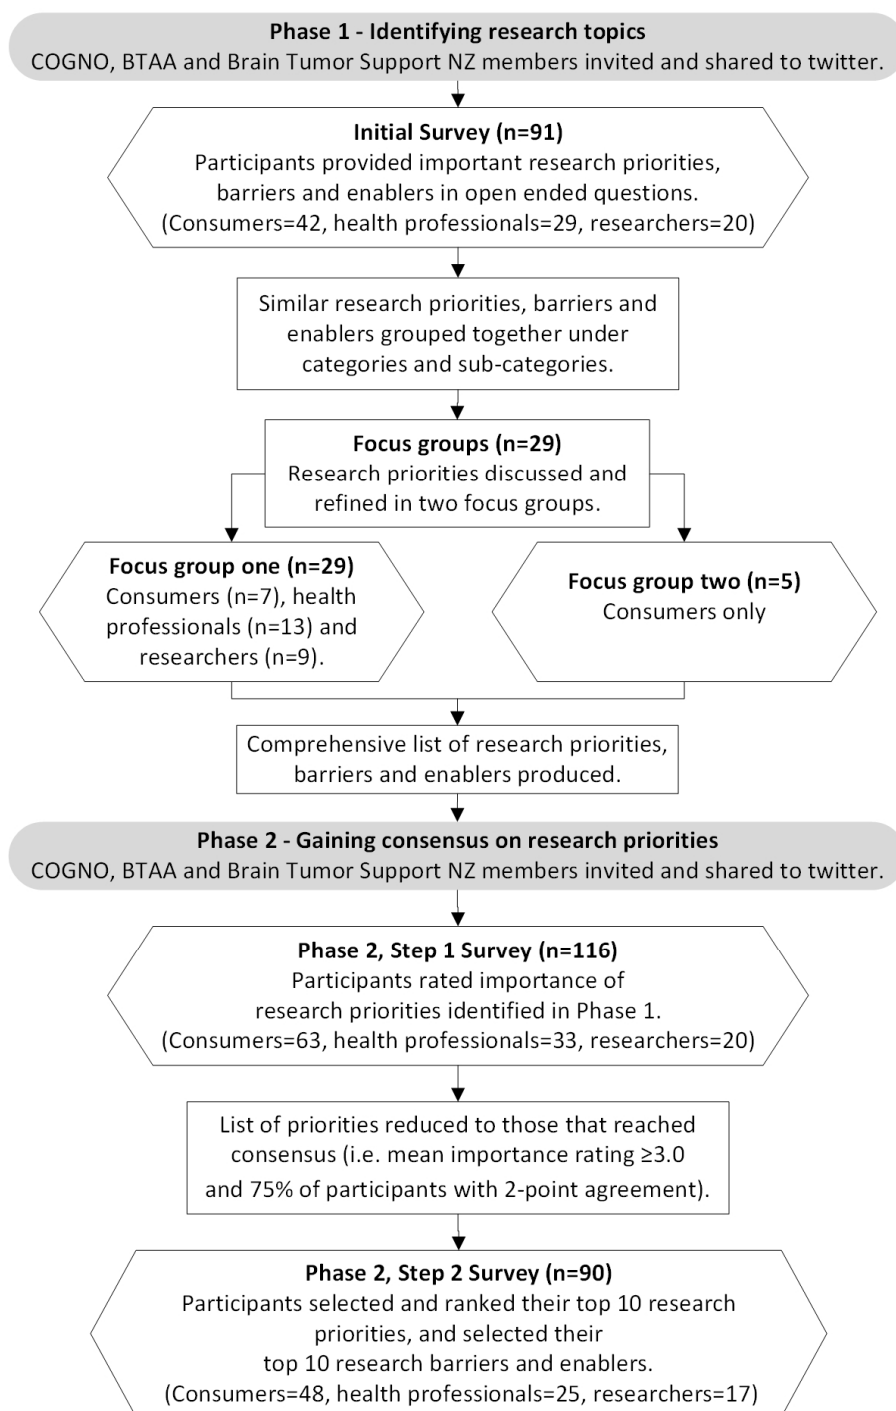 Phase 1 - Identifying research topics
COGNO, BTAA and Brain Tumor Support NZ members invited and shared to twitter.
Initial Survey (n=91)
Participants provided important research priorities,
barriers and enablers in open ended questions.
(Consumers=42, health professionals=29, researchers=20)
Similar research priorities, barriers and
enablers grouped together under
categories and sub-categories.
Focus groups (n=29)
Research priorities discussed and
refined in two focus groups.
Focus group one (n=29)
Consumers (n=7), health
professionals (n=13) and
researchers (n=9).
Focus group two (n=5)
Consumers only
Comprehensive list of research priorities,
barriers and enablers produced.
Phase 2 - Gaining consensus on research priorities
COGNO, BTAA and Brain Tumor Support NZ members invited and shared to twitter.
Phase 2, Step 1 Survey (n=116)
Participants rated importance of
research priorities identified in Phase 1.
(Consumers=63, health professionals=33, researchers=20)
List of priorities reduced to those that reached
consensus (i.e. mean importance rating ≥3.0
and 75% of participants with 2-point agreement).
Phase 2, Step 2 Survey (n=90)
Participants selected and ranked their top 10 research
priorities, and selected their
top 10 research barriers and enablers.
(Consumers=48, health professionals=25, researchers=17)